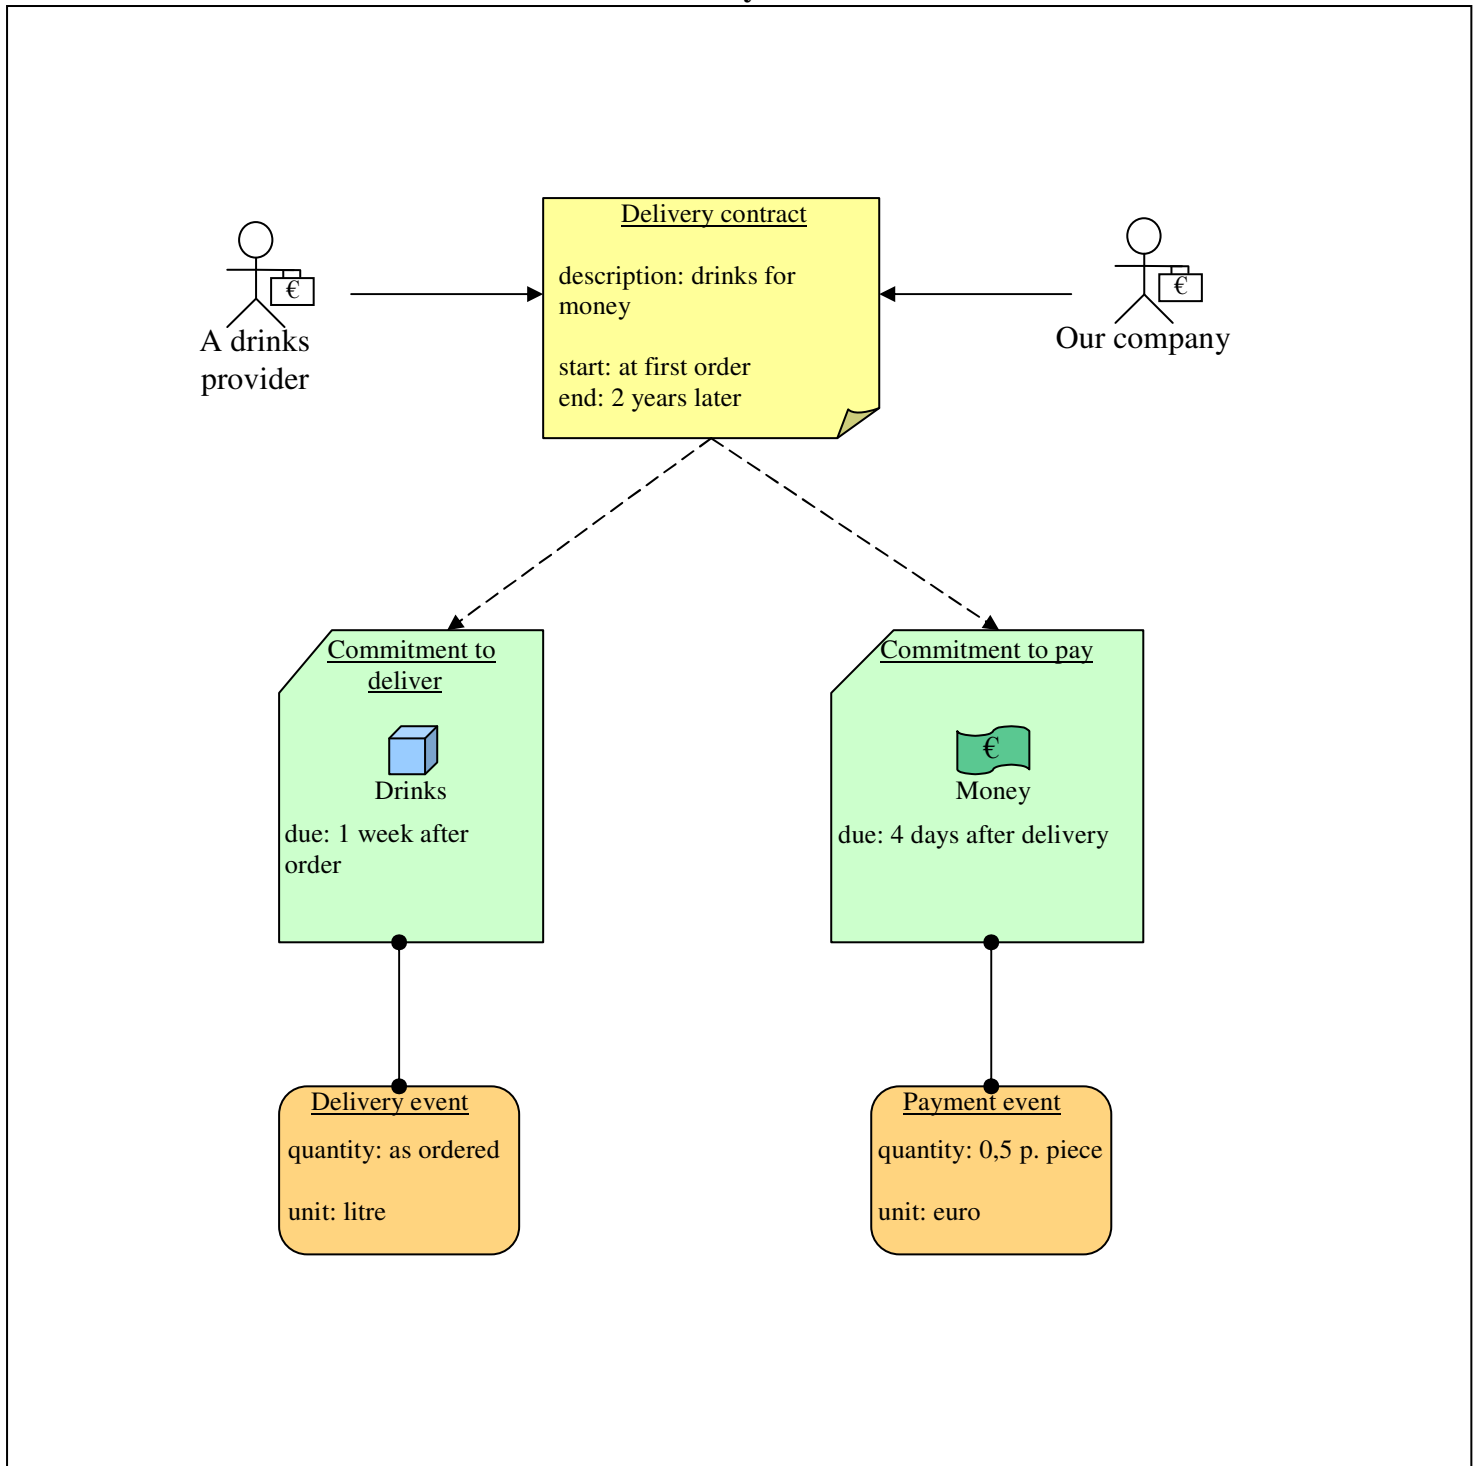 Delivery contract
description: drinks for
money
start: at first order
end: 2 years later
€
A drinks
provider
€
Our company
Commitment to
deliver
Drinks
due: 1 week after
order
Commitment to pay
€
Money
due: 4 days after delivery
Delivery event
quantity: as ordered
unit: litre
Payment event
quantity: 0,5 p. piece
unit: euro